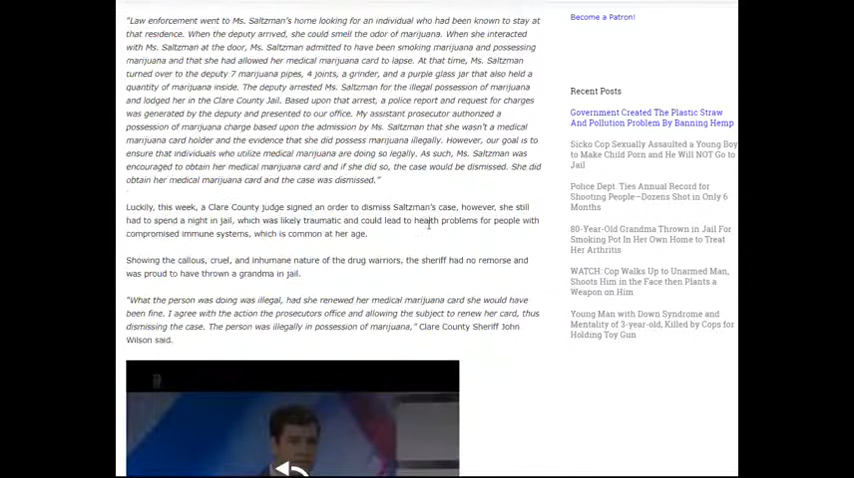 "Law enforcement went to Ms. Saltzman's home looking for an individual who had been known to stay at
that residence. When the deputy arrived, she could smell the odor of marijuana. When she interacted
with Ms. Saltzman at the door, Ms. Saltzman admitted to have been smoking marijuana and possessing
marijuana and that she had allowed her medical marijuana card to lapse. At that time, Ms. Saltzman
turned over to the deputy 7 marijuana pipes, 4 joints, a grinder, and a purple glass jar that also held a
quantity of marijuana inside. The deputy arrested Ms. Saltzman for the illegal possession of marijuana
and lodged her in the Clare County Jail. Based upon that arrest, a police report and request for charges
was generated by the deputy and presented to our office. My assistant prosecutor authorized a
possession of marijuana charge based upon the admission by Ms. Saltzman that she wasn't a medical
marijuana card holder and the evidence that she did possess marijuana illegally. However, our goal is to
ensure that individuals who utilize medical marijuana are doing so legally. As such, Ms. Saltzman was
encouraged to obtain her medical marijuana card and if she did so, the case would be dismissed. She did
obtain her medical marijuana card and the case was dismissed."
Luckily, this week, a Clare County judge signed an order to dismiss Saltzman's case, however, she still
had to spend a night in jail, which was likely traumatic and could lead to health problems for people with
compromised immune systems, which is common at her age.
Showing the callous, cruel, and inhumane nature of the drug warriors, the sheriff had no remorse and
was proud to have thrown a grandma in jail.
"What the person was doing was illegal, had she renewed her medical marijuana card she would have
been fine. I agree with the action the prosecutors office and allowing the subject to renew her card, thus
dismissing the case. The person was illegally in possession of marijuana," Clare County Sheriff John
Wilson said.
Become a Patron!
Recent Posts
Government Created The Plastic Straw
And Pollution Problem By Banning Hemp
Sicko Cop Sexually Assaulted a Young Boy
to Make Child Porn and He Will NOT Go to
Jail
Police Dept. Ties Annual Record for
Shooting People—Dozens Shot in Only 6
Months
80-Year-Old Grandma Thrown in Jail For
Smoking Pot In Her Own Home to Treat
Her Arthritis
WATCH: Cop Walks Up to Unarmed Man,
Shoots Him in the Face then Plants a
Weapon on Him
Young Man with Down Syndrome and
Mentality of 3-year-old, Killed by Cops for
Holding Toy Gun